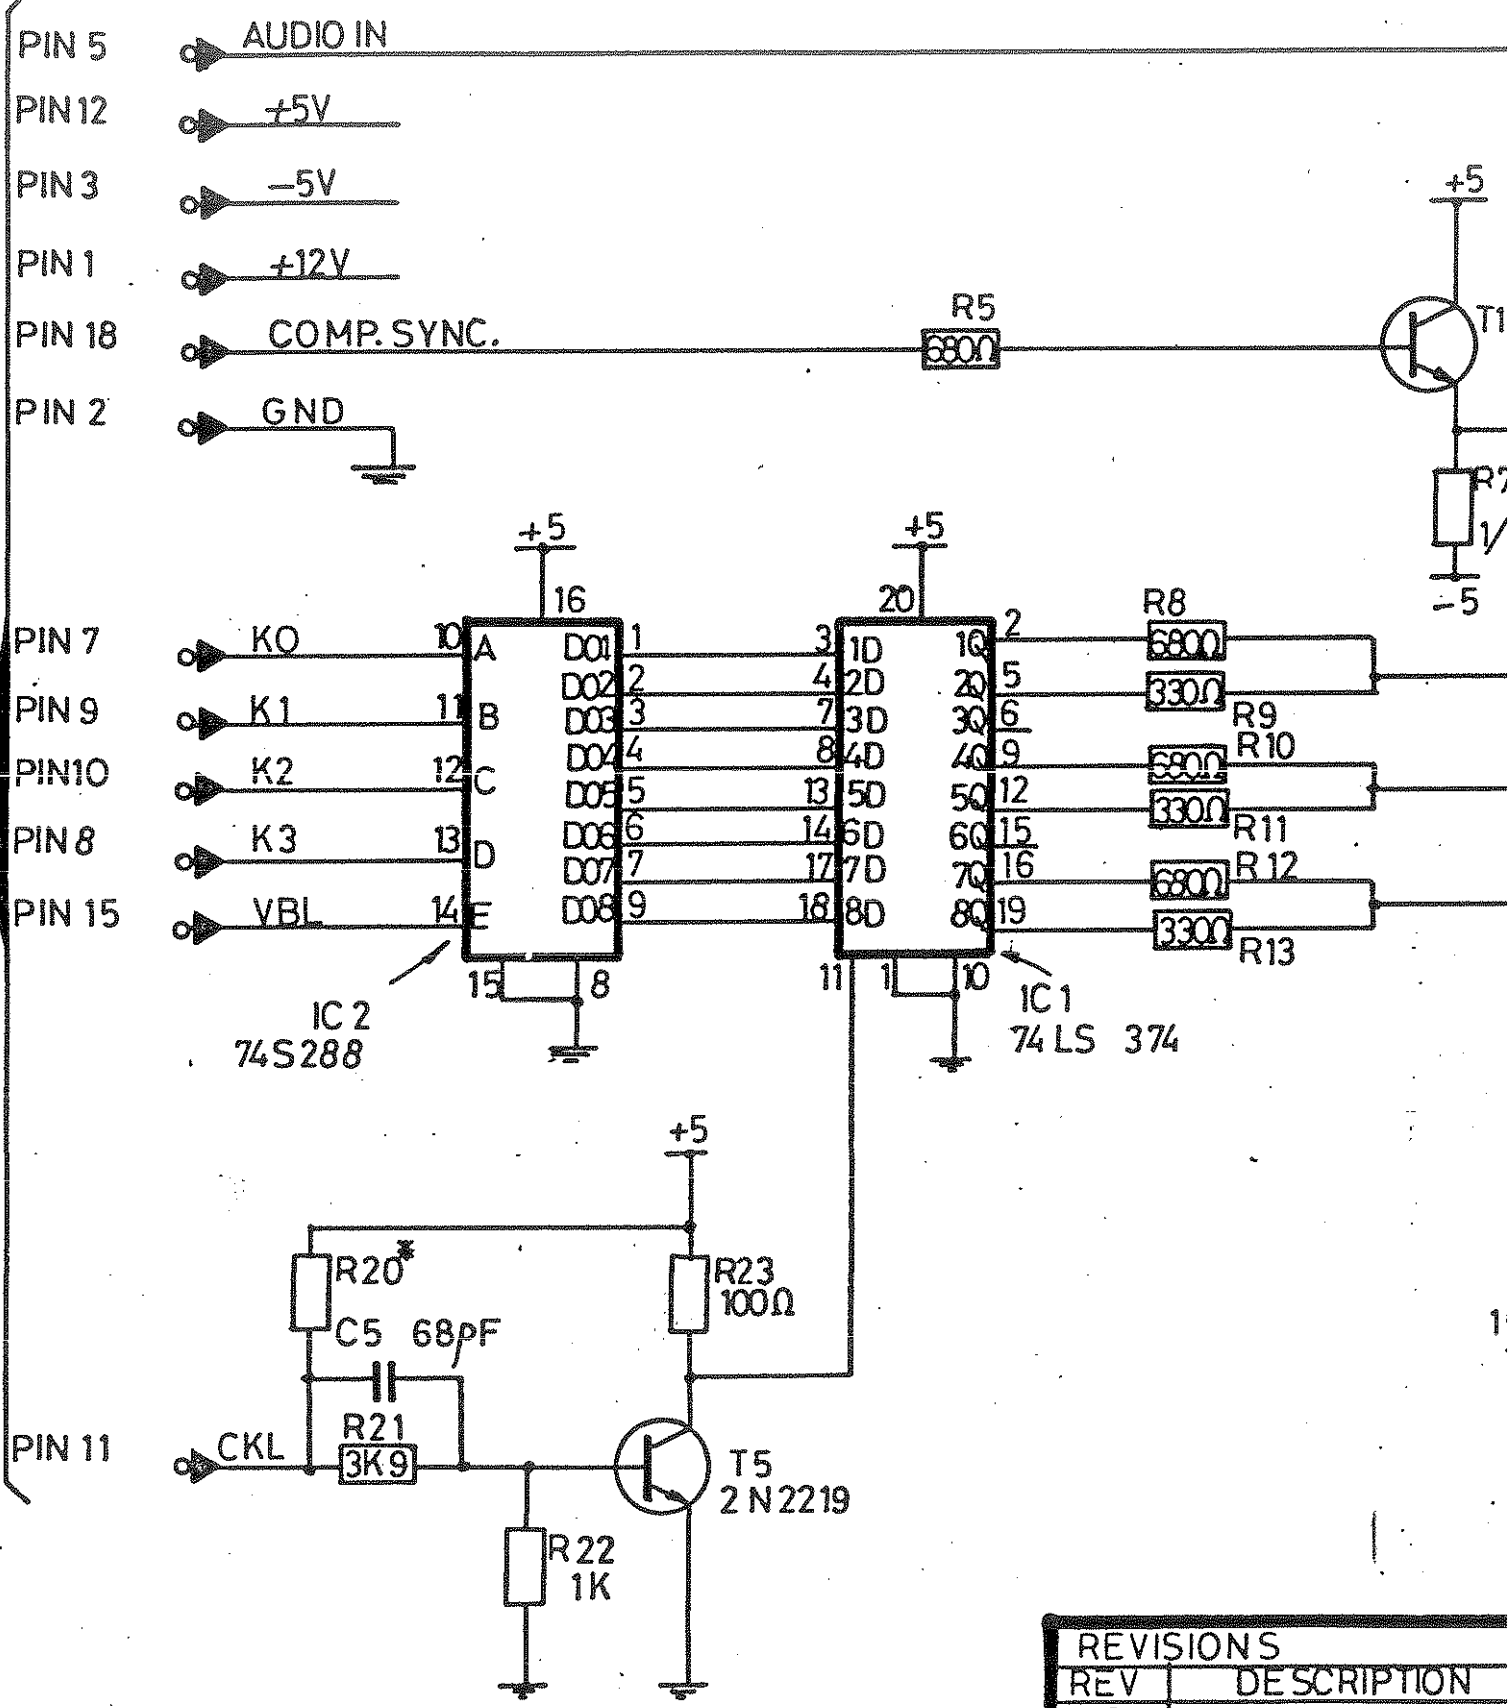 PIN 5 AUDIO IN
PIN 12 +5V
PIN 3 -5V
PIN 1 +12V
PIN 18 COMP. SYNC.
PIN 2 GND
R5
680Ω
+5
T1
R7
1/
-5
+5
16
+5
20
PIN 7 K0 10 A D01 1 3 1D 1Q 2 R8 680Ω
D02 2 4 2D 2Q 5 330Ω R9
PIN 9 K1 11 B D03 3 7 3D 3Q 6
D04 4 8 4D 4Q 9 680Ω R10
PIN10 K2 12 C D05 5 13 5D 5Q 12 330Ω R11
PIN 8 K3 13 D D06 6 14 6D 6Q 15
D07 7 17 7D 7Q 16 680Ω R12
PIN 15 VBL 14 E D08 9 18 8D 8Q 19 330Ω R13
15 8
11 1 10
IC 2
74S288
IC 1
74 LS 374
+5
R20*
R23
100Ω
C5 68pF
PIN 11 CKL
R21
3K9
T5
2N2219
R22
1K
REVISIONS
REV DESCRIPTION